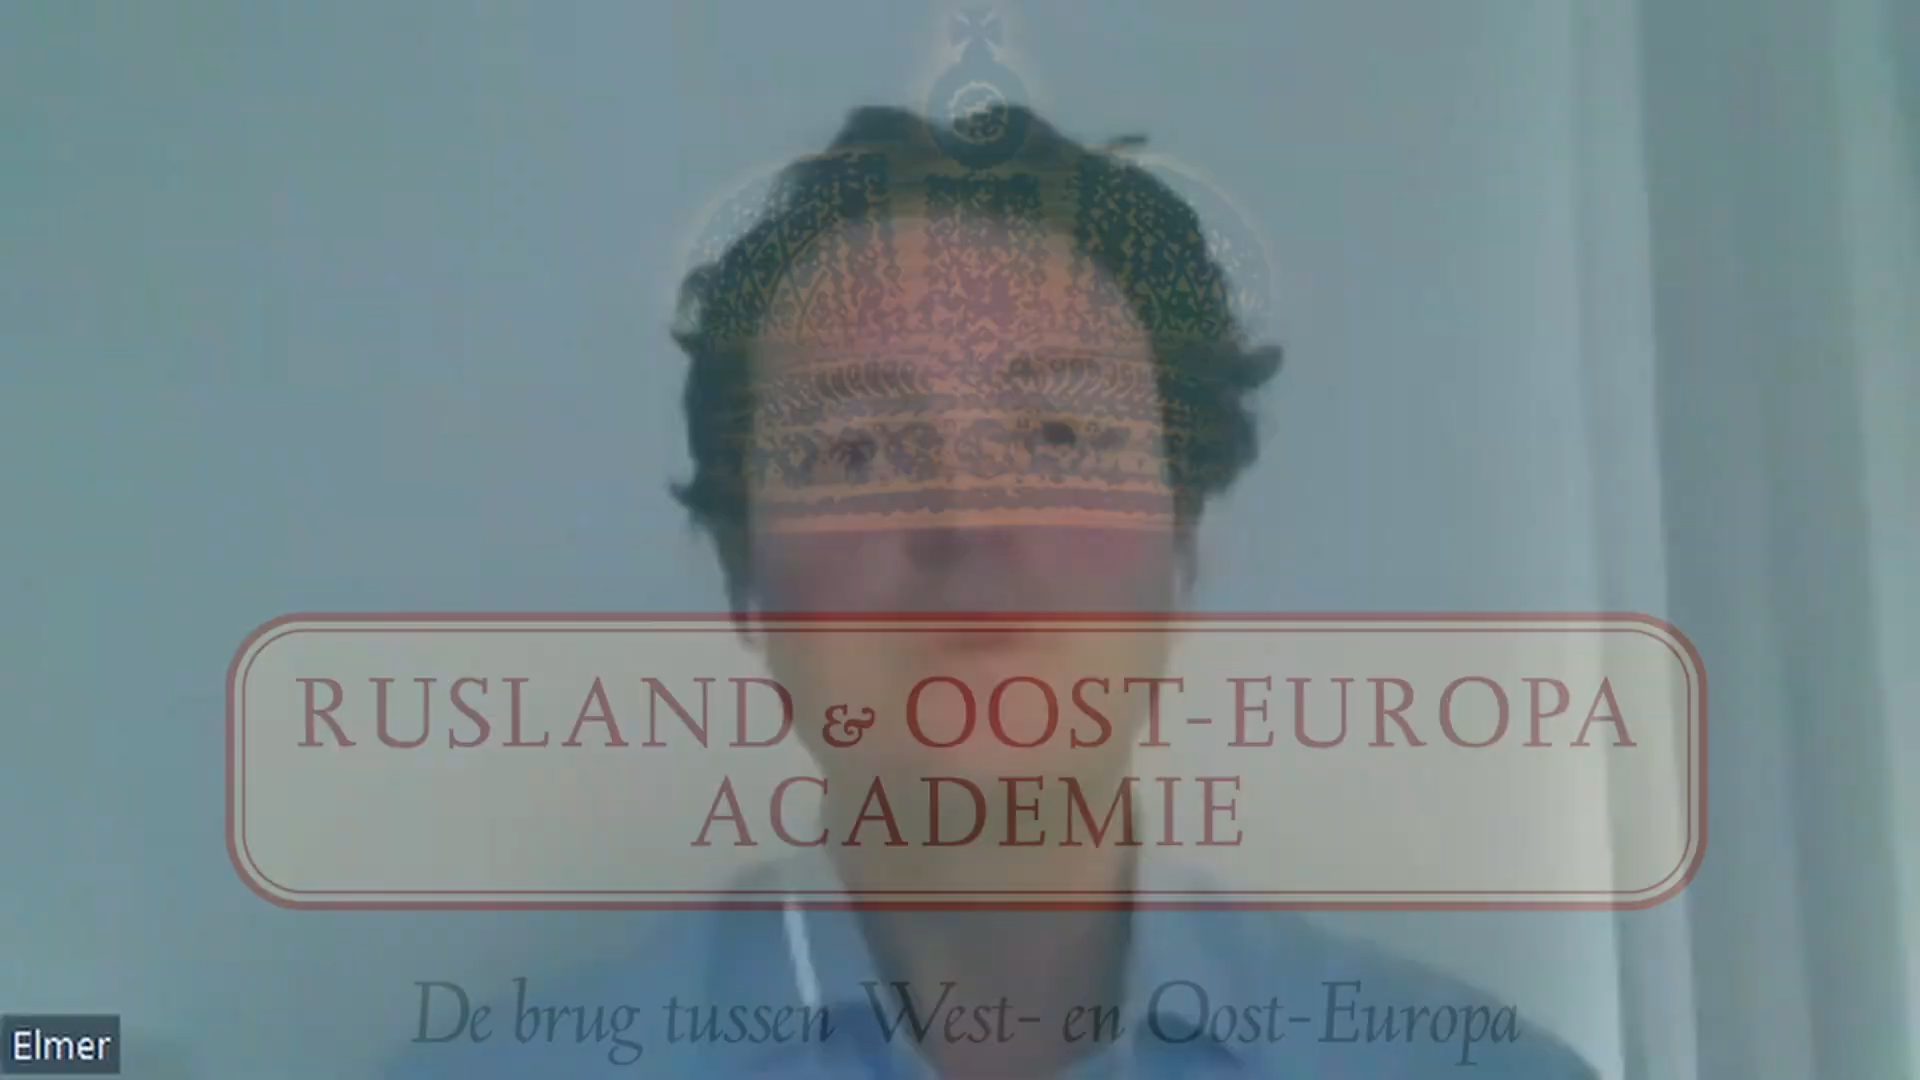 RUSLAND & OOST-EUROPA
ACADEMIE
De brug tussen West- en Oost-Europa
Elmer